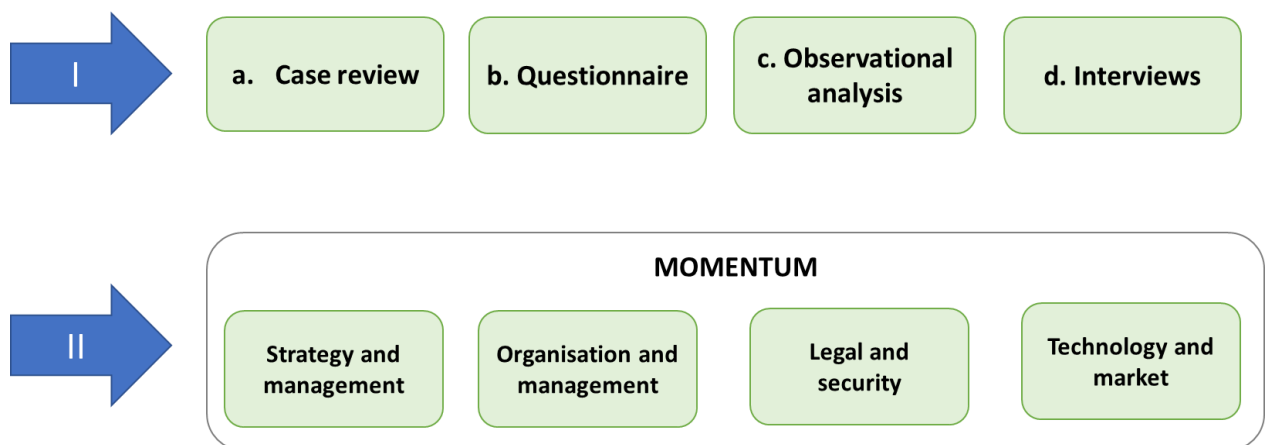 I
a. Case review
b. Questionnaire
c. Observational
analysis
d. Interviews
II
MOMENTUM
Strategy and
management
Organisation and
management
Legal and
security
Technology and
market